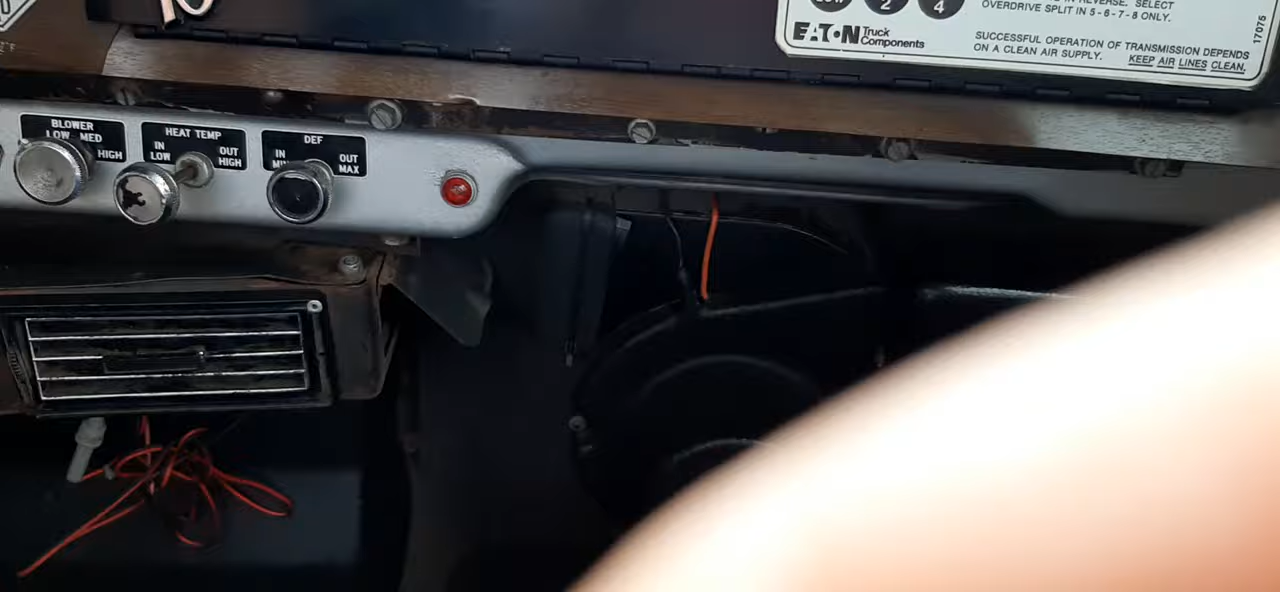 IN REVERSE. SELECT
2
4
OVERDRIVE SPLIT IN 5-6-7-8 ONLY.
EATON Truck Components
SUCCESSFUL OPERATION OF TRANSMISSION DEPENDS
ON A CLEAN AIR SUPPLY. KEEP AIR LINES CLEAN.
17075
BLOWER
LOW MED
HIGH
HEAT TEMP
IN OUT
LOW HIGH
DEF
IN OUT
MAX